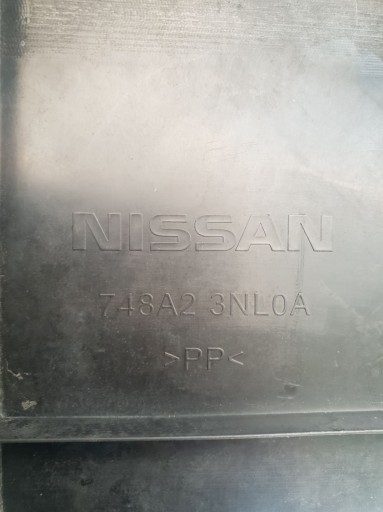 NISSAN
748A2 3NL0A
>PP<